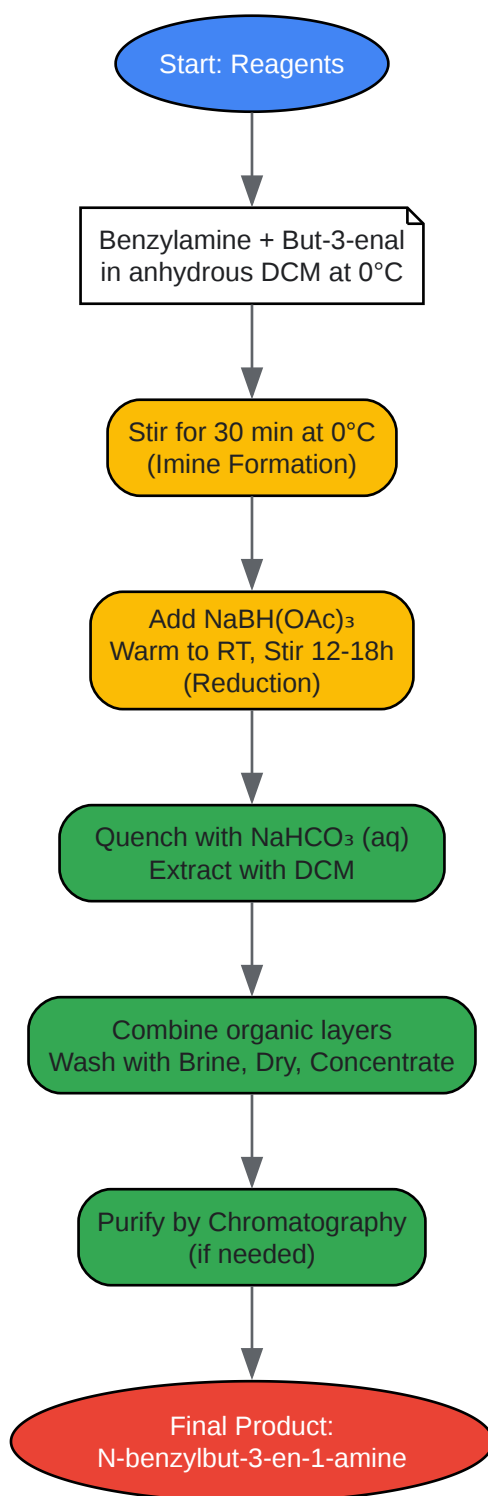 Start: Reagents
Benzylamine + But-3-enal
in anhydrous DCM at 0°C
Stir for 30 min at 0°C
(Imine Formation)
Add NaBH(OAc)₃
Warm to RT, Stir 12-18h
(Reduction)
Quench with NaHCO₃ (aq)
Extract with DCM
Combine organic layers
Wash with Brine, Dry, Concentrate
Purify by Chromatography
(if needed)
Final Product:
N-benzylbut-3-en-1-amine